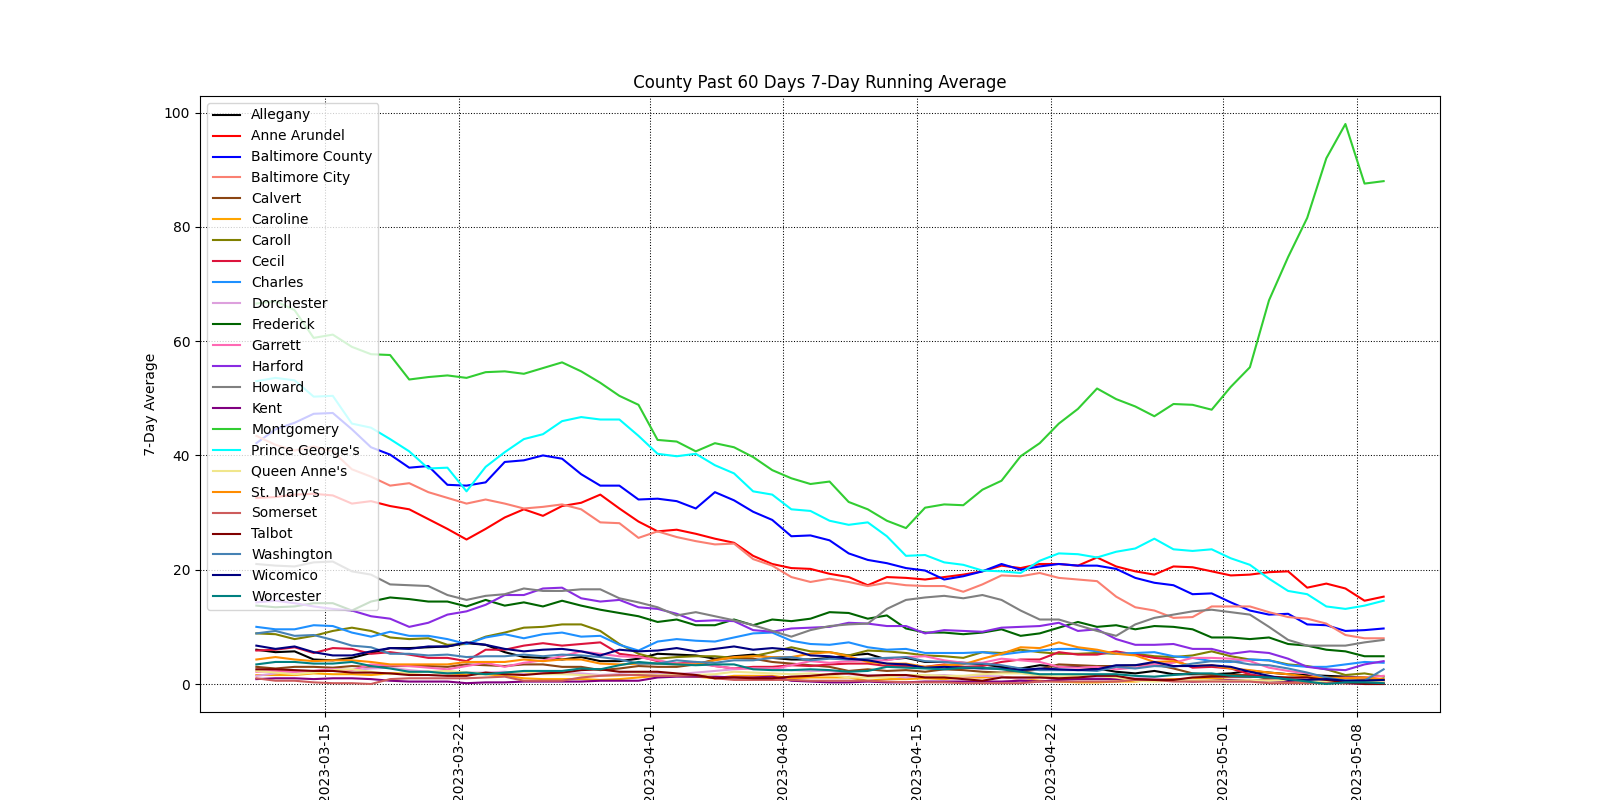 County Past 60 Days 7-Day Running Average
7-Day Average
100
80
60
40
20
0
Allegany
Anne Arundel
Baltimore County
Baltimore City
Calvert
Caroline
Caroll
Cecil
Charles
Dorchester
Frederick
Garrett
Harford
Howard
Kent
Montgomery
Prince George's
Queen Anne's
St. Mary's
Somerset
Talbot
Washington
Wicomico
Worcester
2023-03-15
2023-03-22
2023-04-01
2023-04-08
2023-04-15
2023-04-22
2023-05-01
2023-05-08